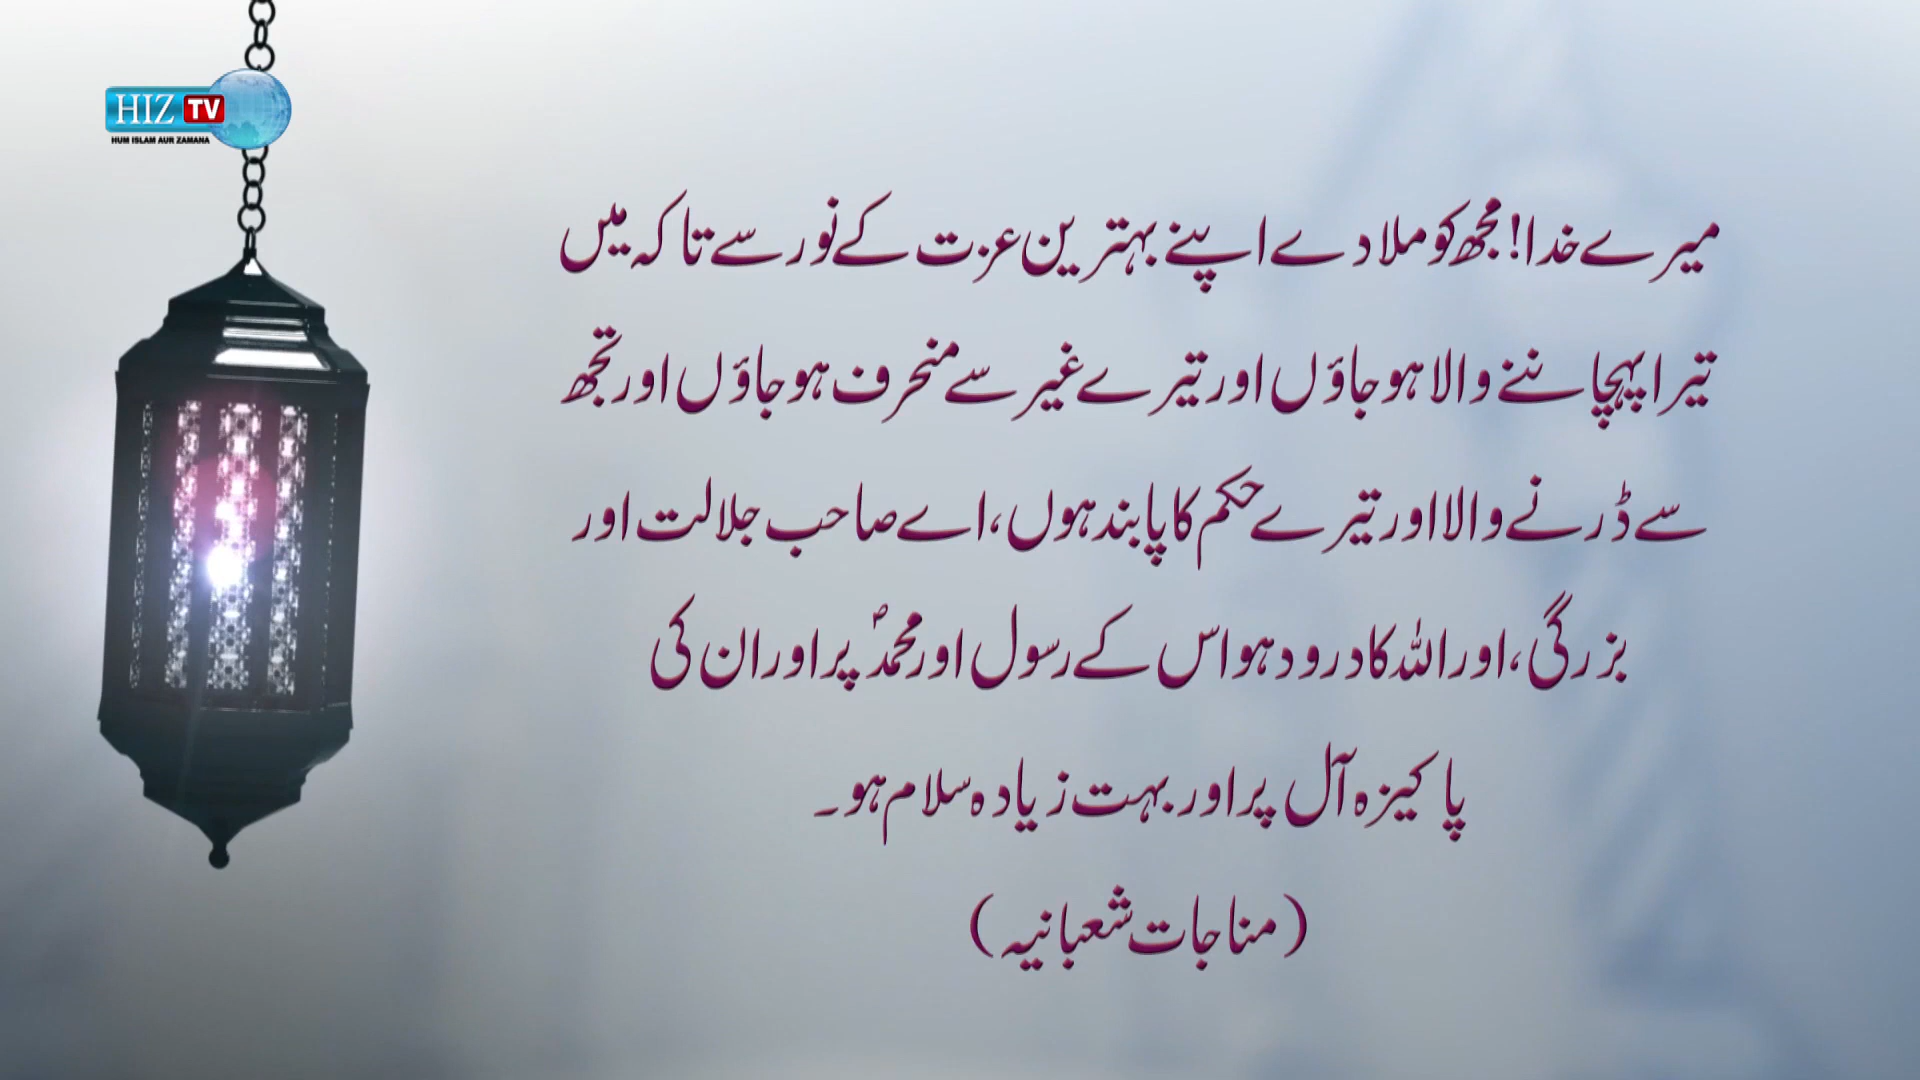 HIZ TV
HUM ISLAM AUR ZAMANA
میرے خدا! مجھ کو ملا دے اپنے بہترین عزت کے نور سے تاکہ میں
تیرا پہچاننے والا ہو جاؤں اور تیرے غیر سے منحرف ہو جاؤں اور تجھ
سے ڈرنے والا اور تیرے حکم کا پابند ہوں، اے صاحب جلالت اور
بزرگی، اور اللہ کا درود ہو اس کے رسول اور محمدؐ پر اور ان کی
پاکیزہ آل پر اور بہت زیادہ سلام ہو۔
(مناجات شعبانیہ)